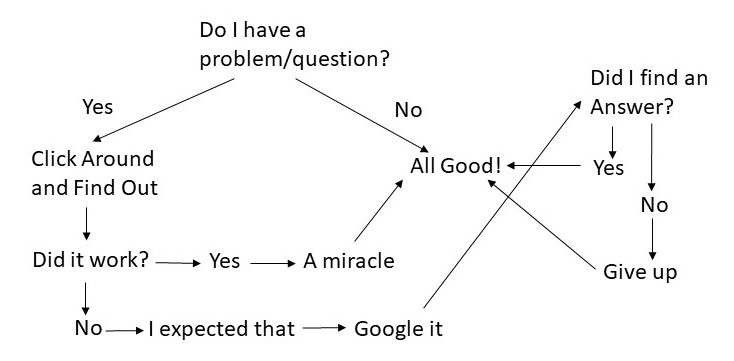 Do I have a
problem/question?
Yes
No
Click Around
and Find Out
All Good!
Did I find an
Answer?
Yes
No
Give up
Did it work?
Yes
A miracle
No
I expected that
Google it